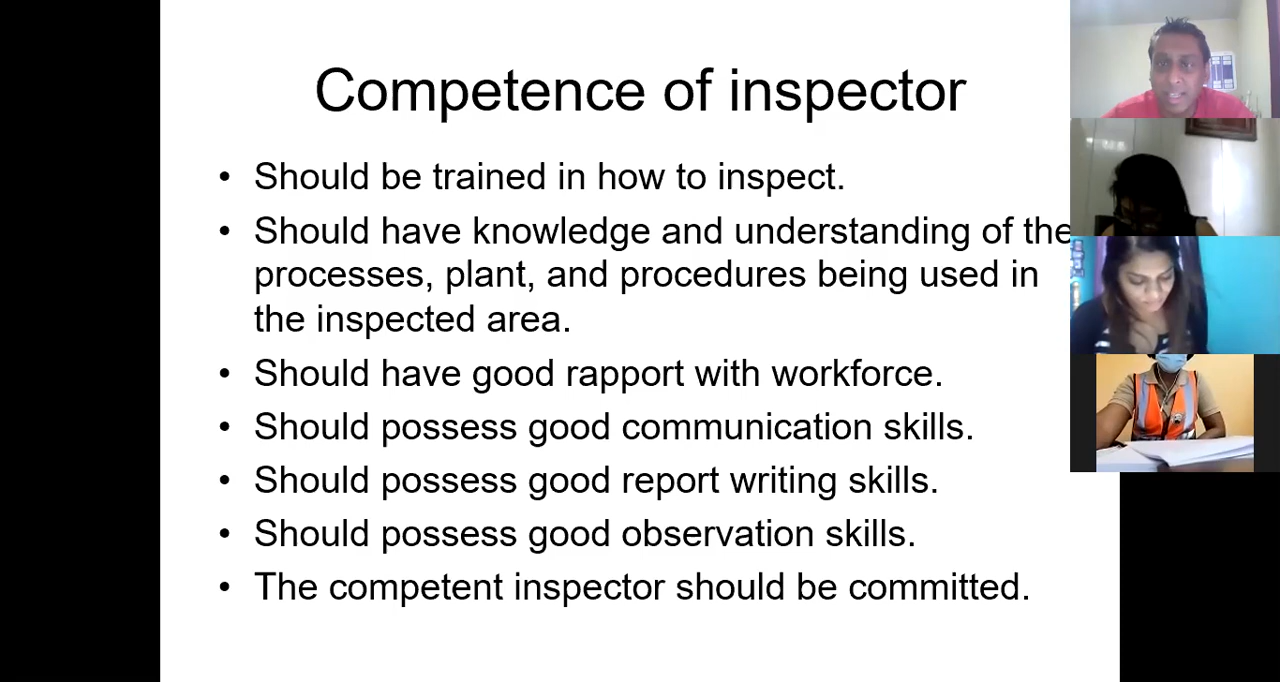 Competence of inspector
• Should be trained in how to inspect.
• Should have knowledge and understanding of the
processes, plant, and procedures being used in
the inspected area.
• Should have good rapport with workforce.
• Should possess good communication skills.
• Should possess good report writing skills.
• Should possess good observation skills.
• The competent inspector should be committed.